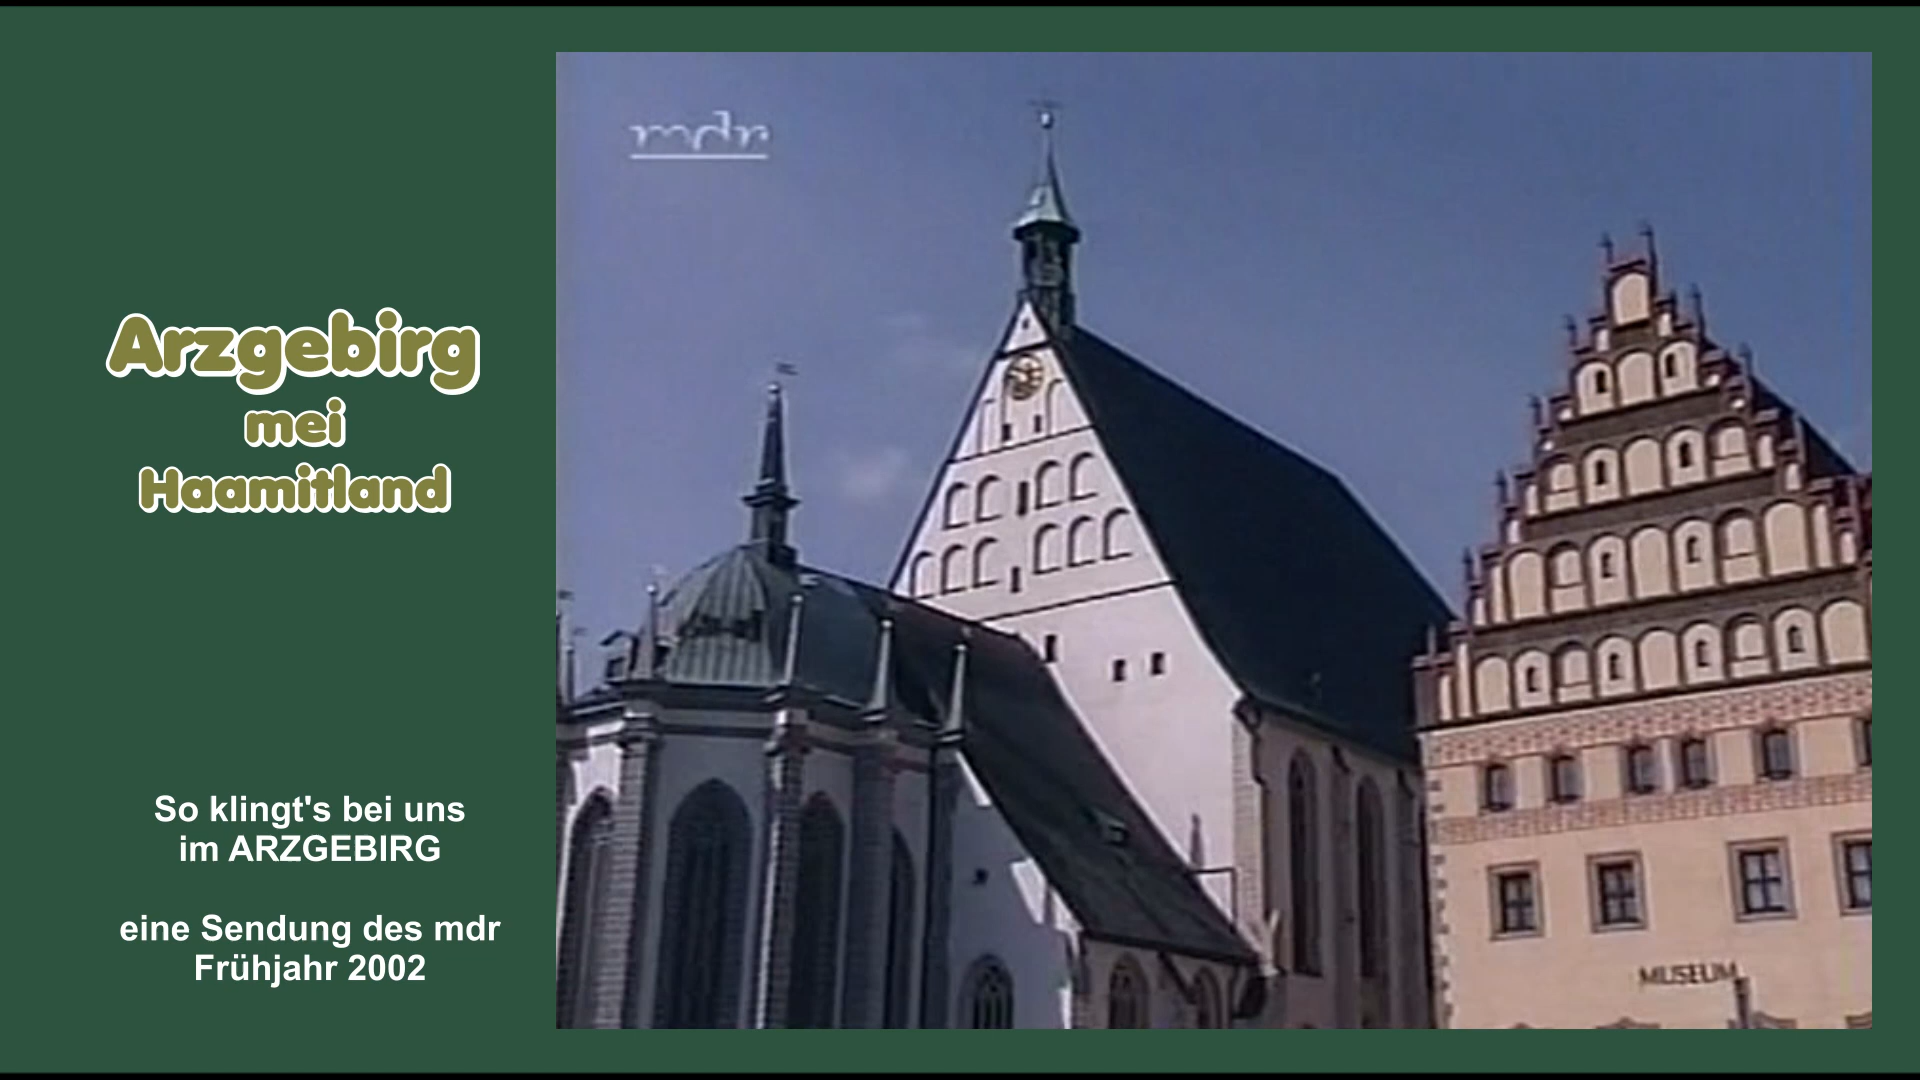 mdr
Arzgebirg
mei
Haamitland
So klingt's bei uns
im ARZGEBIRG
eine Sendung des mdr
Frühjahr 2002
MUSEUM